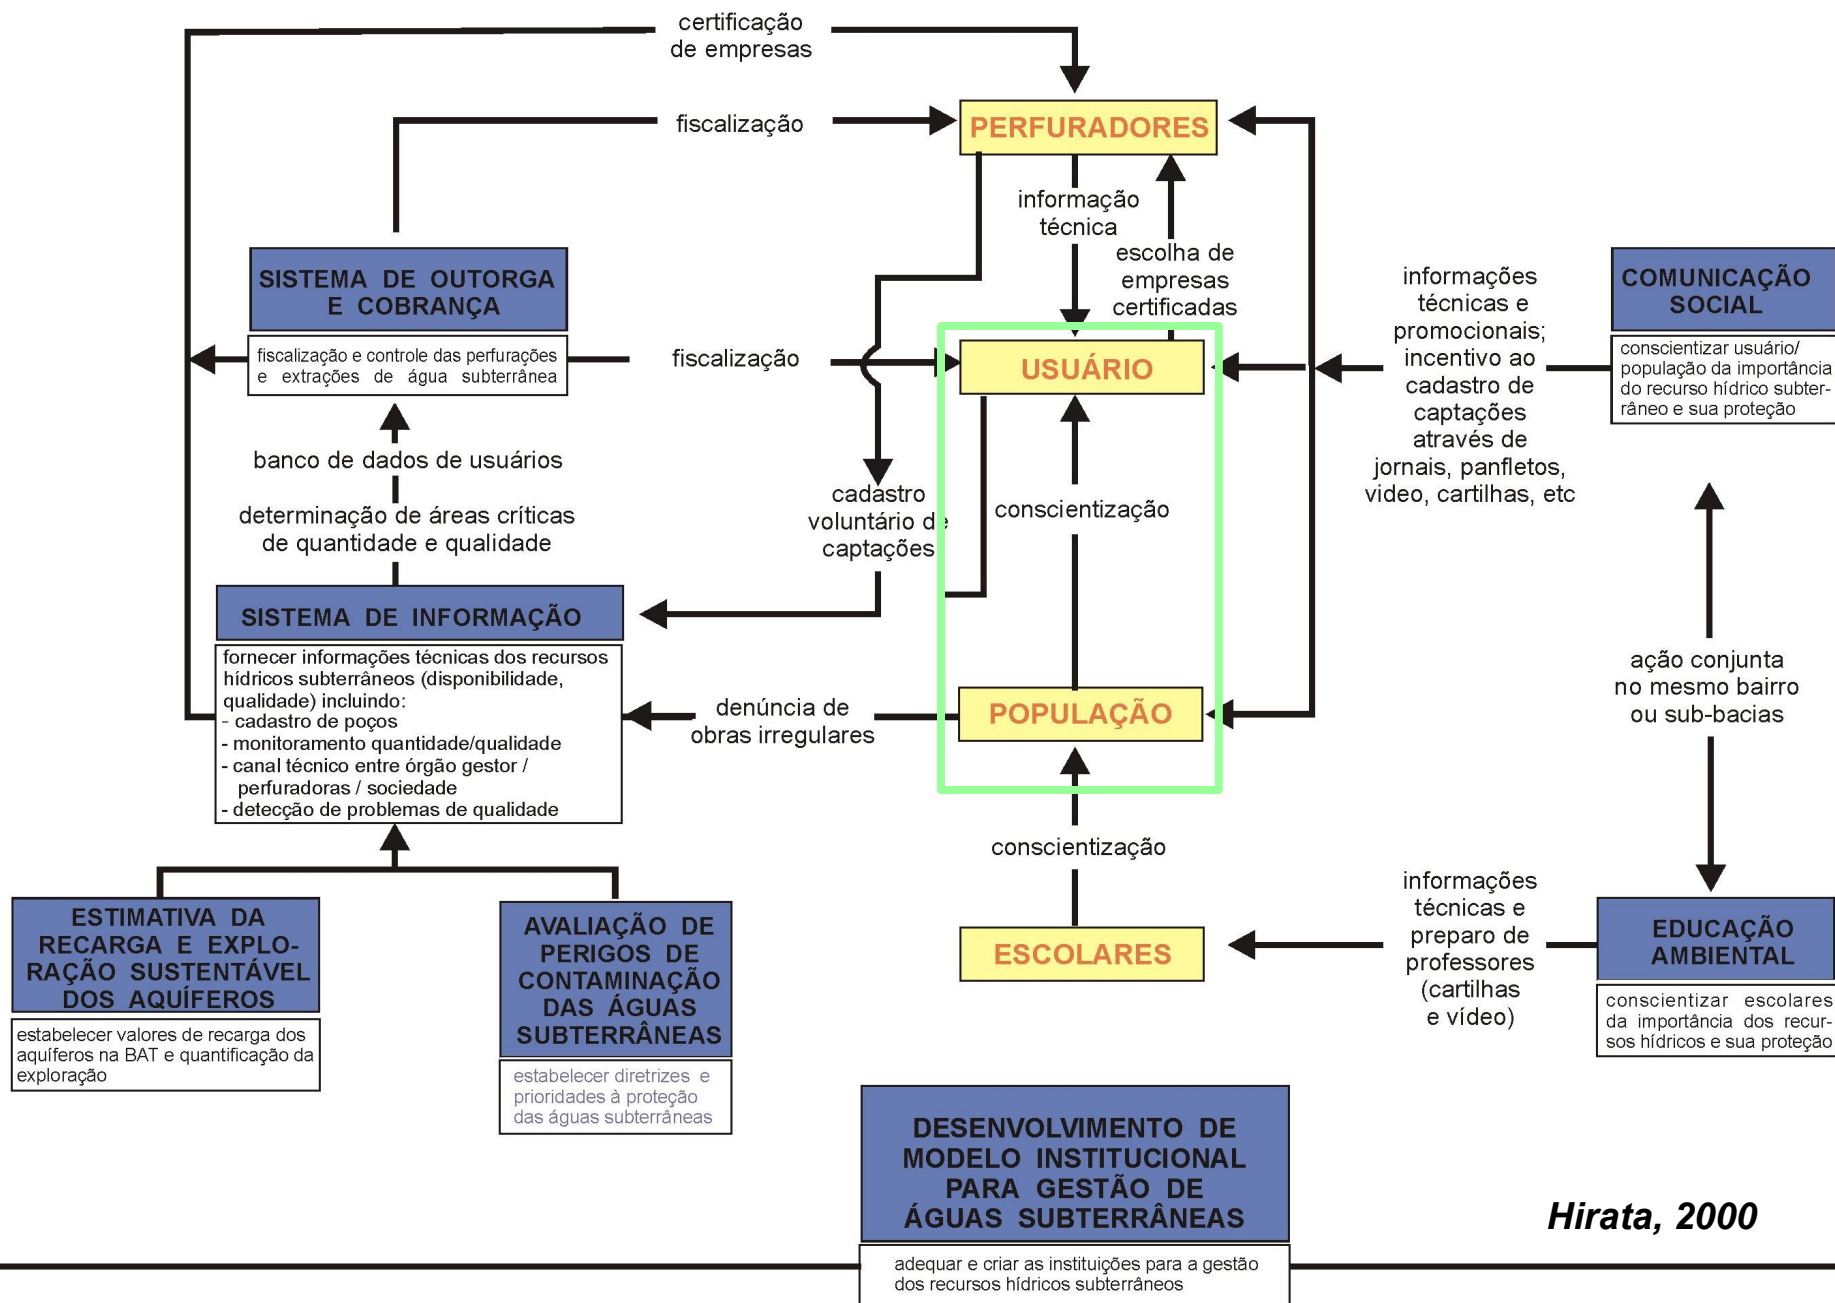 certificação
de empresas
fiscalização
PERFURADORES
informação
técnica
escolha de
empresas
certificadas
SISTEMA DE OUTORGA
E COBRANÇA
fiscalização e controle das perfurações
e extrações de água subterrânea
fiscalização
USUÁRIO
informações
técnicas e
promocionais;
incentivo ao
cadastro de
captações
através de
jornais, panfletos,
video, cartilhas, etc
COMUNICAÇÃO
SOCIAL
conscientizar usuário/
população da importância
do recurso hídrico subter-
râneo e sua proteção
banco de dados de usuários
determinação de áreas críticas
de quantidade e qualidade
cadastro
voluntário de
captações
conscientização
SISTEMA DE INFORMAÇÃO
fornecer informações técnicas dos recursos
hídricos subterrâneos (disponibilidade,
qualidade) incluindo:
- cadastro de poços
- monitoramento quantidade/qualidade
- canal técnico entre órgão gestor /
perfuradoras / sociedade
- detecção de problemas de qualidade
denúncia de
obras irregulares
POPULAÇÃO
ação conjunta
no mesmo bairro
ou sub-bacias
conscientização
ESTIMATIVA DA
RECARGA E EXPLO-
RAÇÃO SUSTENTÁVEL
DOS AQUÍFEROS
estabelecer valores de recarga dos
aquíferos na BAT e quantificação da
exploração
AVALIAÇÃO DE
PERIGOS DE
CONTAMINAÇÃO
DAS ÁGUAS
SUBTERRÂNEAS
estabelecer diretrizes e
prioridades à proteção
das águas subterrâneas
ESCOLARES
informações
técnicas e
preparo de
professores
(cartilhas
e vídeo)
EDUCAÇÃO
AMBIENTAL
conscientizar escolares
da importância dos recur-
sos hídricos e sua proteção
DESENVOLVIMENTO DE
MODELO INSTITUCIONAL
PARA GESTÃO DE
ÁGUAS SUBTERRÂNEAS
adequar e criar as instituições para a gestão
dos recursos hídricos subterrâneos
Hirata, 2000